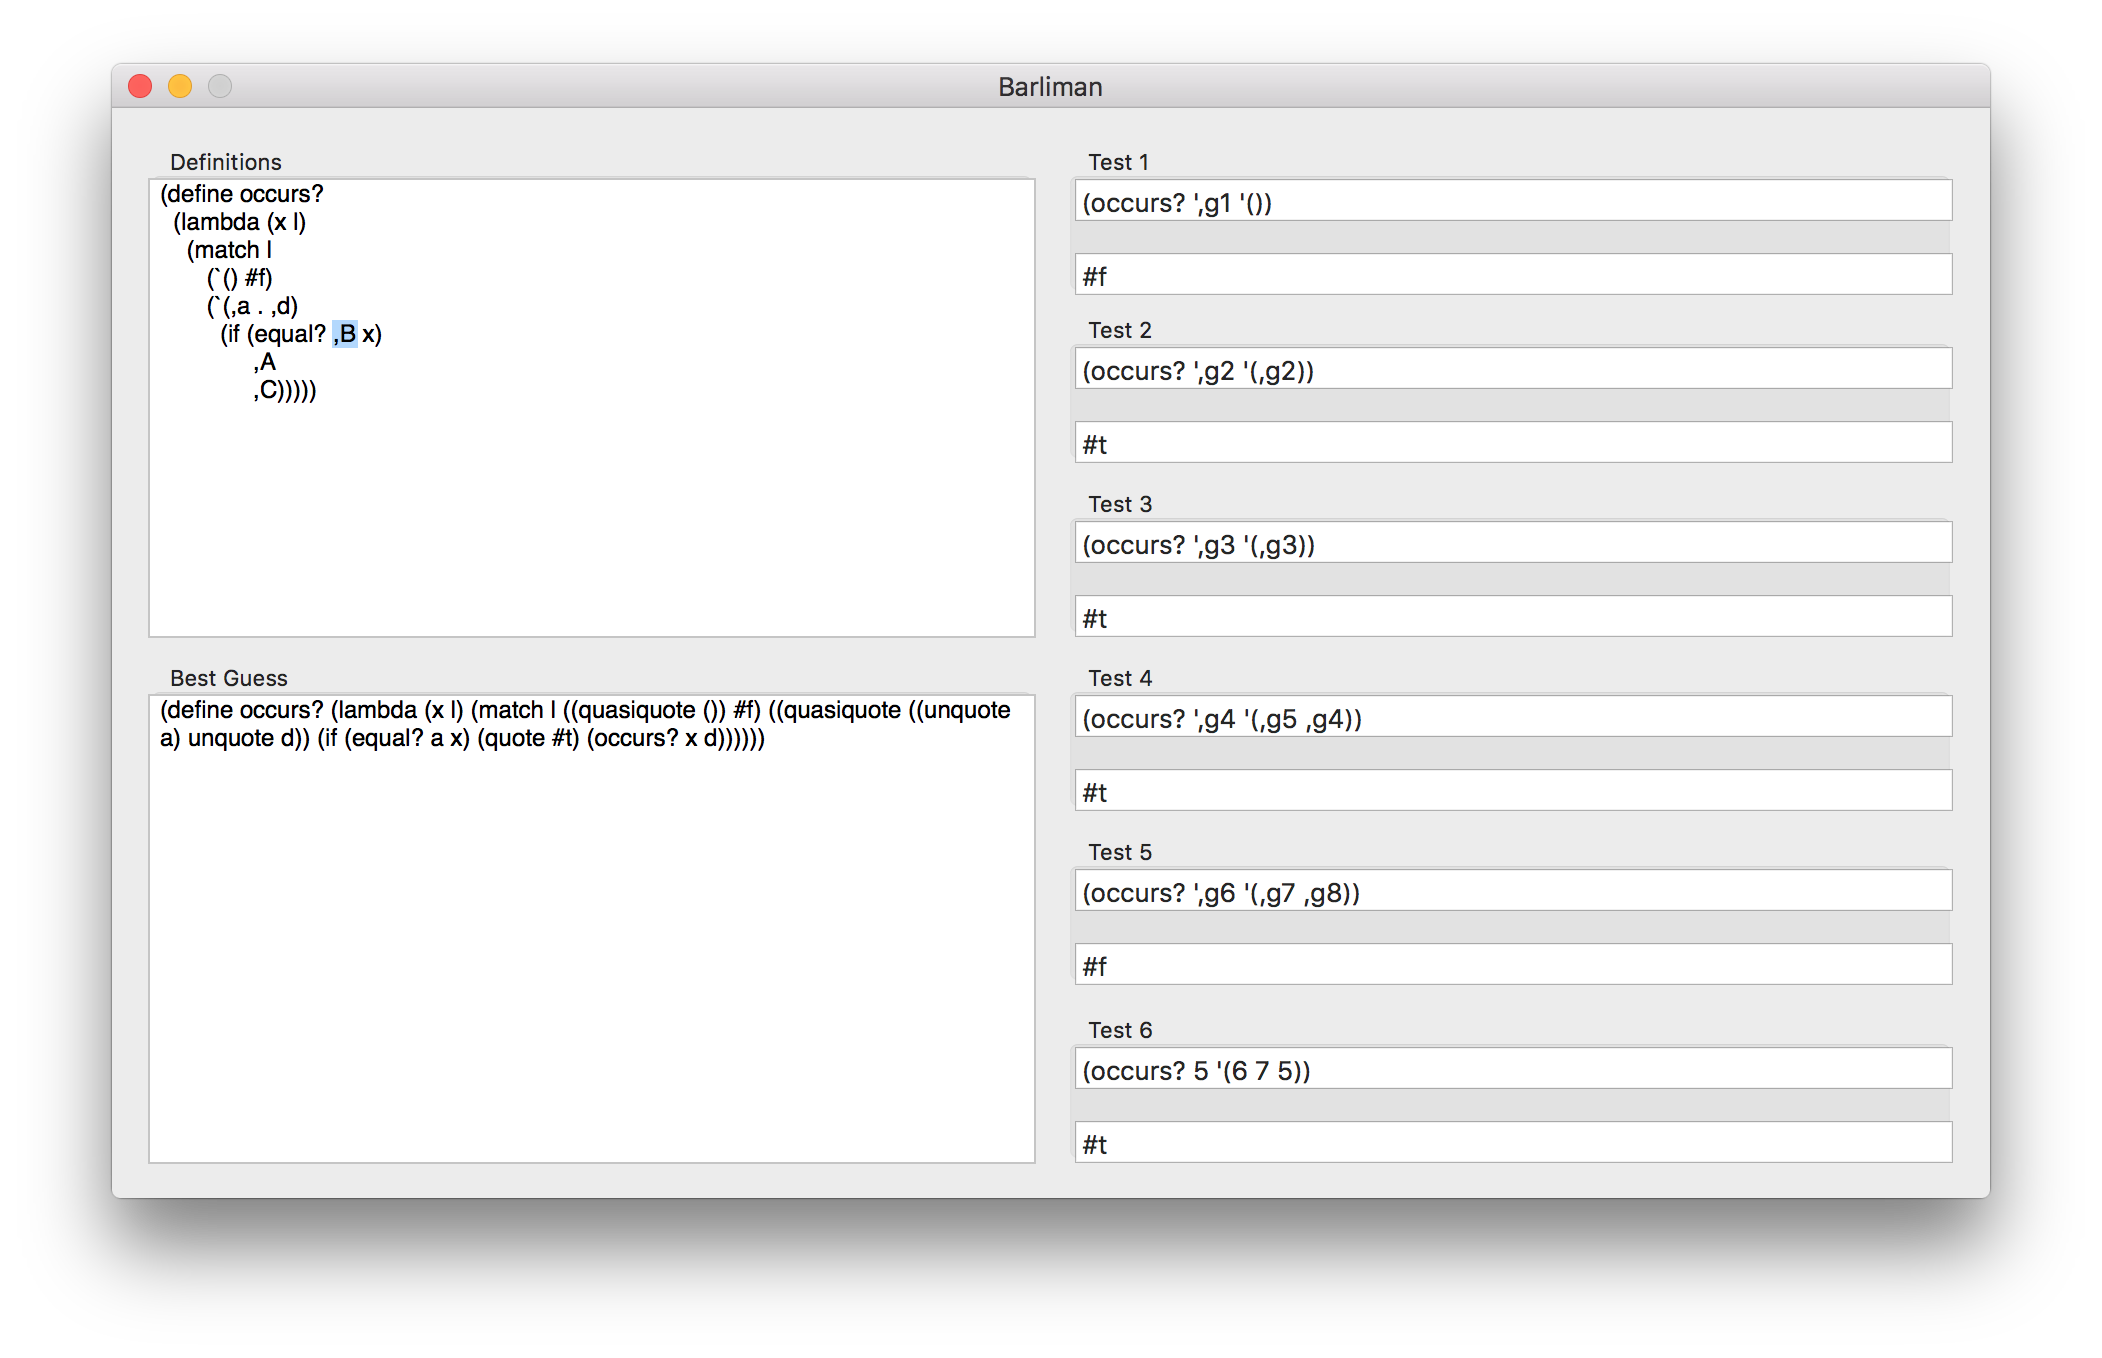 Barliman
Definitions
(define occurs?
(lambda (x l)
(match l
(`() #f)
(`(,a . ,d)
(if (equal? ,B x)
,A
,C)))))
Best Guess
(define occurs? (lambda (x l) (match l ((quasiquote ()) #f) ((quasiquote ((unquote
a) unquote d)) (if (equal? a x) (quote #t) (occurs? x d))))))
Test 1
(occurs? ',g1 '())
#f
Test 2
(occurs? ',g2 '(,g2))
#t
Test 3
(occurs? ',g3 '(,g3))
#t
Test 4
(occurs? ',g4 '(,g5 ,g4))
#t
Test 5
(occurs? ',g6 '(,g7 ,g8))
#f
Test 6
(occurs? 5 '(6 7 5))
#t